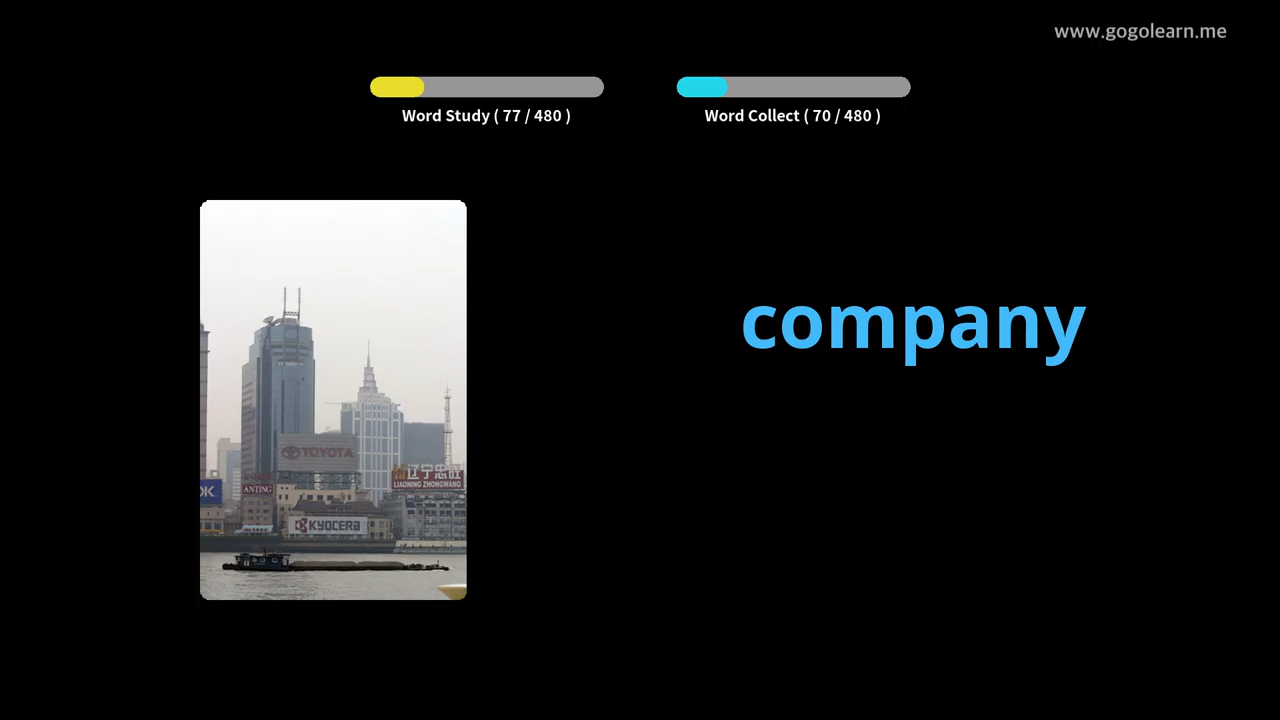 www.gogolearn.me
Word Study ( 77 / 480 )
Word Collect ( 70 / 480 )
company
TOYOTA
辽宁忠旺
LIAONING ZHONGWANG
OK
ANTING
KYOCERA